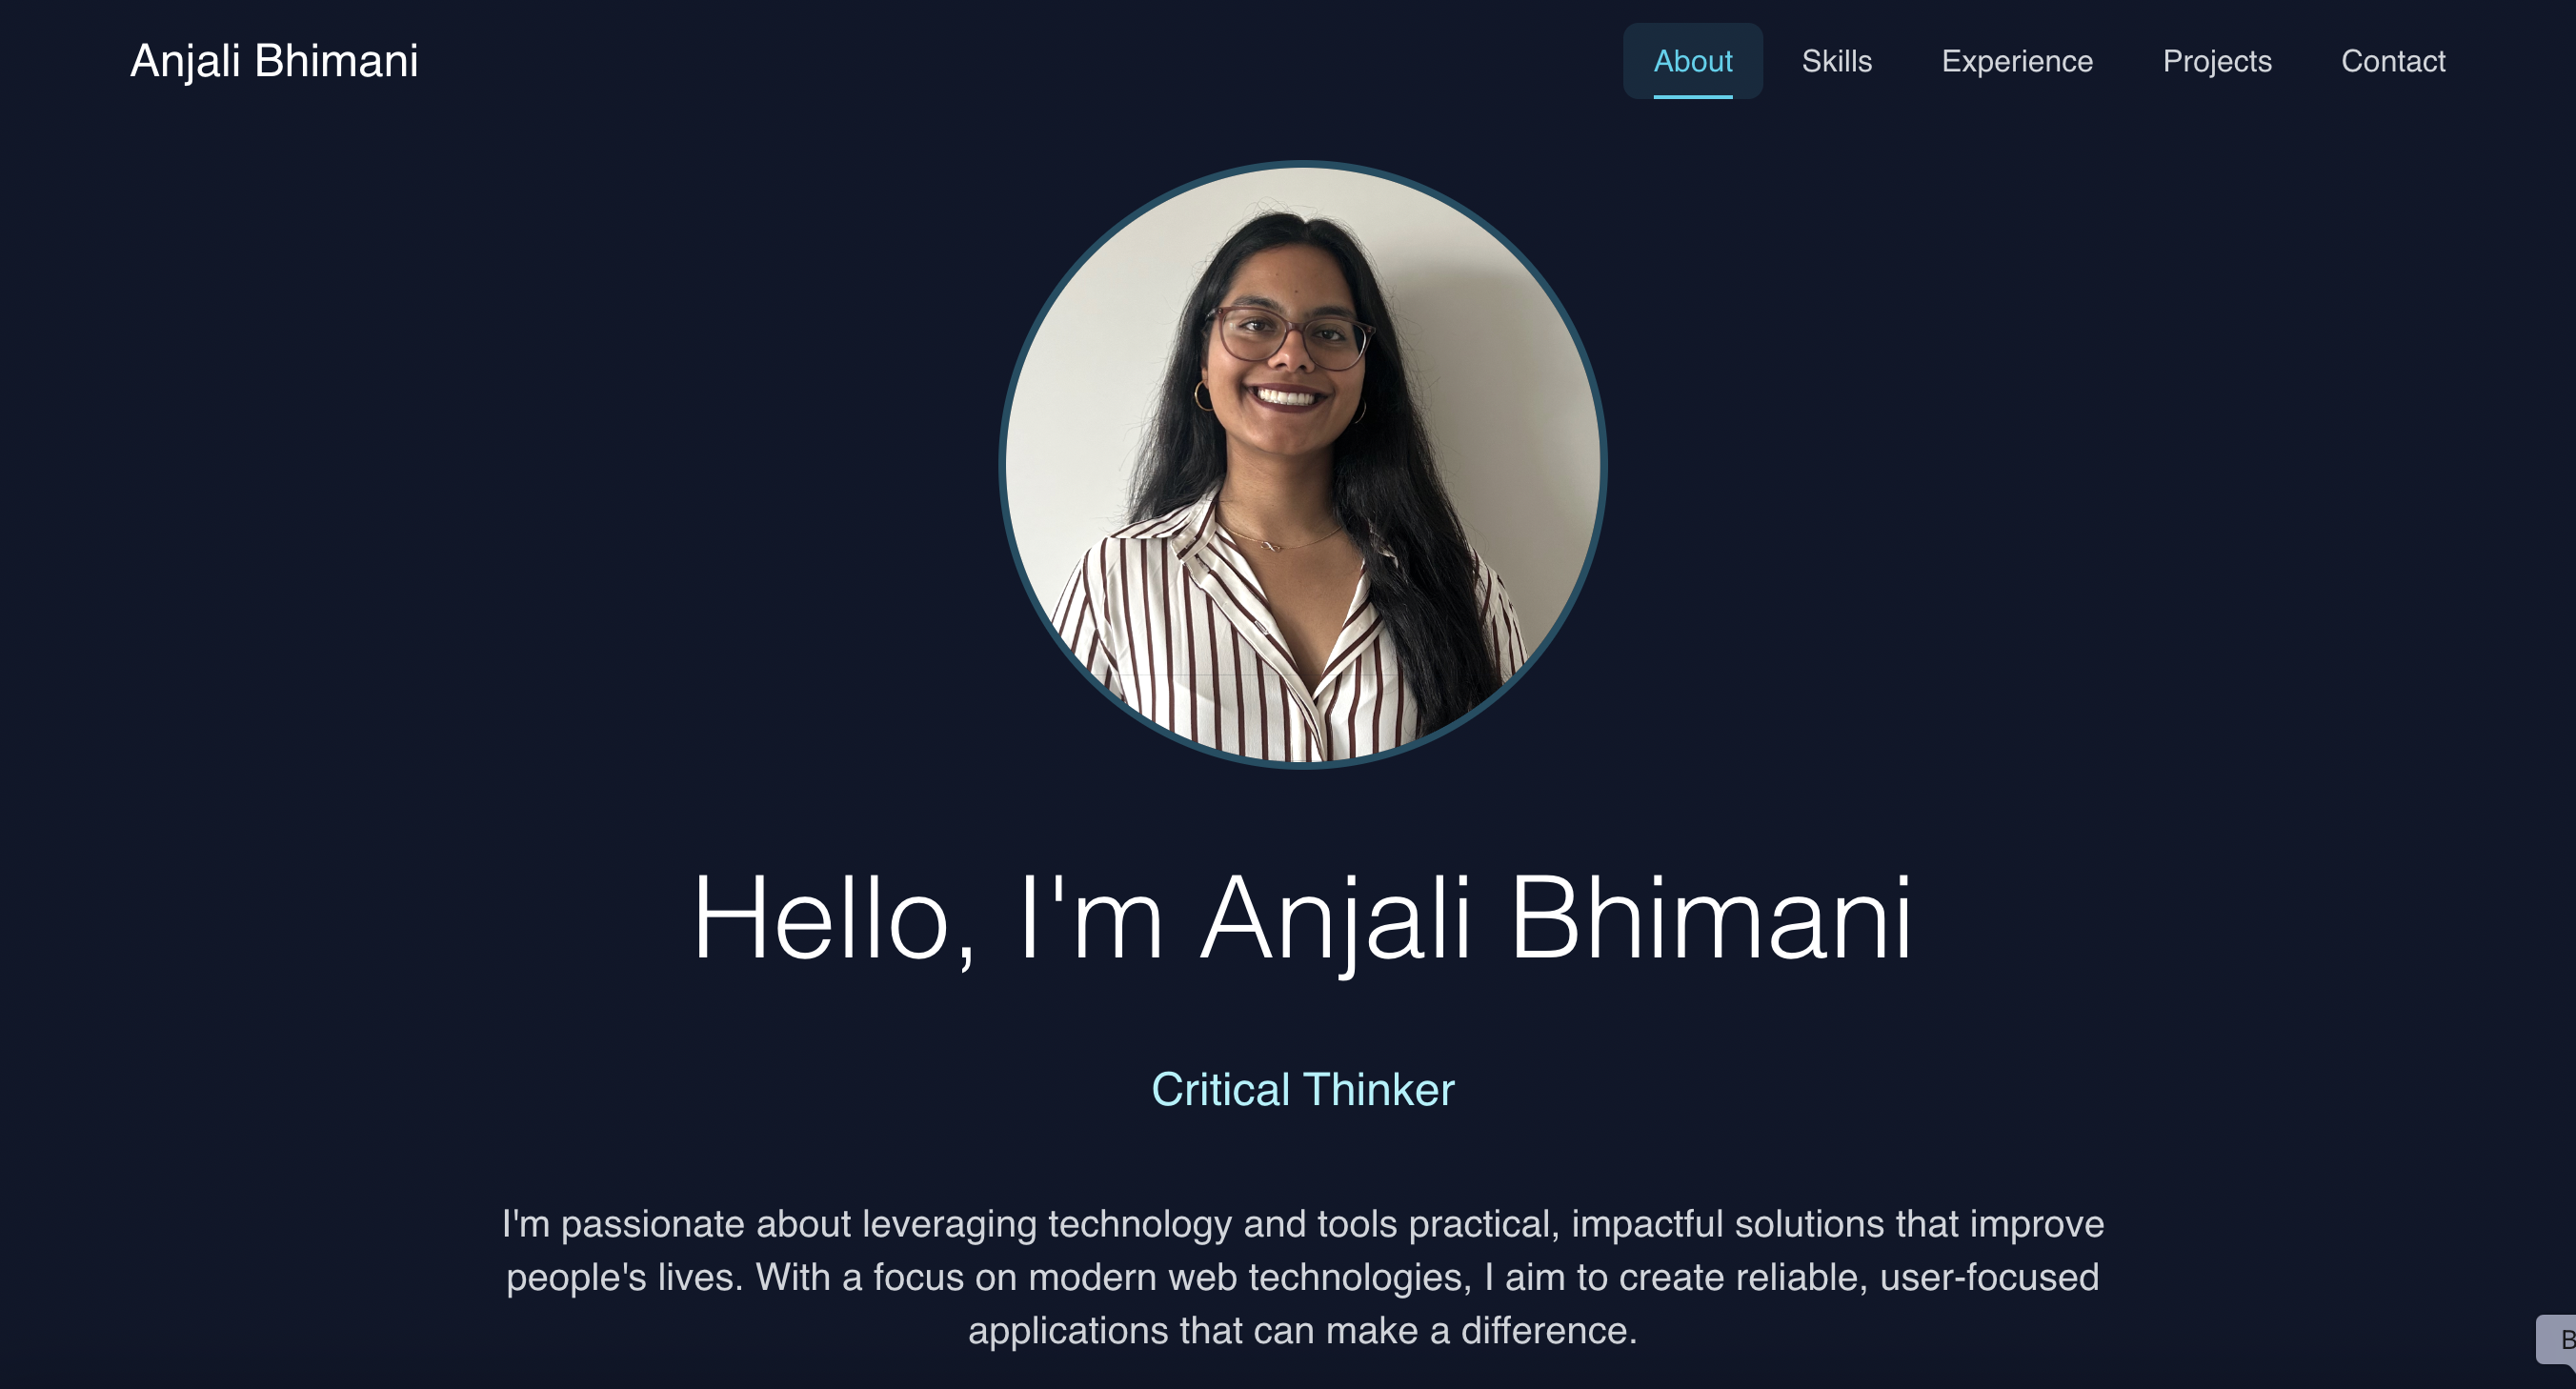 Anjali Bhimani
About Skills Experience Projects Contact
Hello, I'm Anjali Bhimani
Critical Thinker
I'm passionate about leveraging technology and tools practical, impactful solutions that improve
people's lives. With a focus on modern web technologies, I aim to create reliable, user-focused
applications that can make a difference.